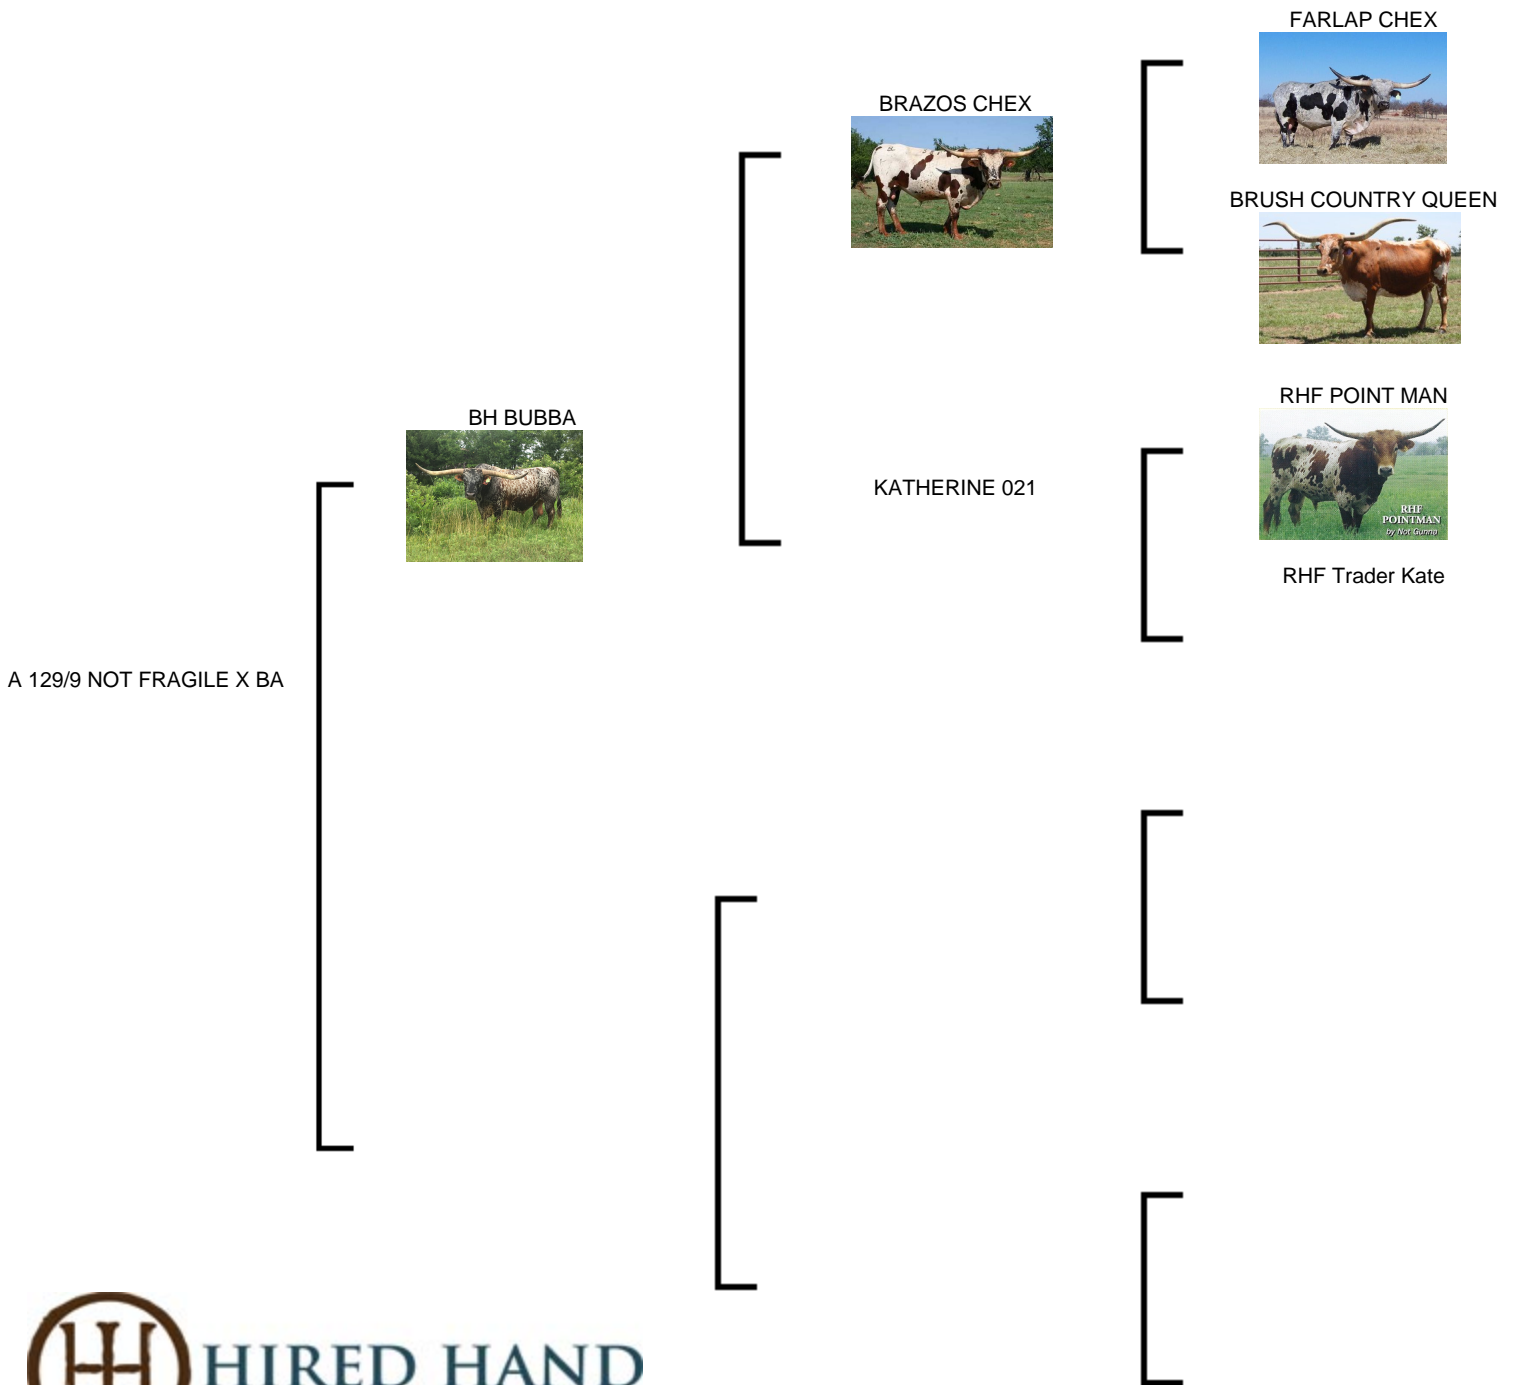 FARLAP CHEX
BRAZOS CHEX
BRUSH COUNTRY QUEEN
RHF POINT MAN
BH BUBBA
KATHERINE 021
RHF
POINTMAN
by Not Gunna
RHF Trader Kate
A 129/9 NOT FRAGILE X BA
HIRED HAND